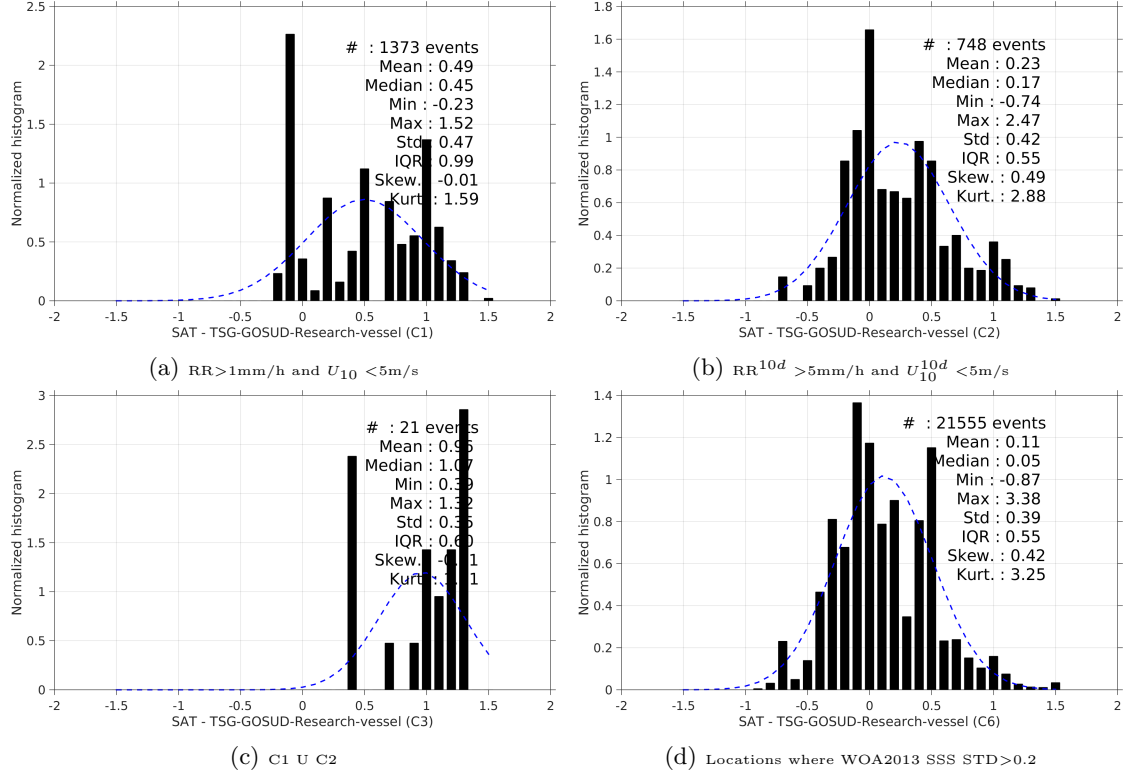 2.5
2
1.5
1
0.5
0
-2 -1.5 -1 -0.5 0 0.5 1 1.5 2
Normalized histogram
# : 1373 events
Mean : 0.49
Median : 0.45
Min : -0.23
Max : 1.52
Std : 0.47
IQR : 0.99
Skew. : -0.01
Kurt. : 1.59
SAT - TSG-GOSUD-Research-vessel (C1)
(a) RR>1mm/h and U10 <5m/s
1.8
1.6
1.4
1.2
1
0.8
0.6
0.4
0.2
0
-2 -1.5 -1 -0.5 0 0.5 1 1.5 2
Normalized histogram
# : 748 events
Mean : 0.23
Median : 0.17
Min : -0.74
Max : 2.47
Std : 0.42
IQR : 0.55
Skew. : 0.49
Kurt. : 2.88
SAT - TSG-GOSUD-Research-vessel (C2)
(b) RR^10d >5mm/h and U10^10d <5m/s
3
2.5
2
1.5
1
0.5
0
-2 -1.5 -1 -0.5 0 0.5 1 1.5 2
Normalized histogram
# : 21 events
Mean :
Median :
Min :
Max :
Std :
IQR :
Skew. :
Kurt. :
SAT - TSG-GOSUD-Research-vessel (C3)
(c) C1 U C2
1.4
1.2
1
0.8
0.6
0.4
0.2
0
-2 -1.5 -1 -0.5 0 0.5 1 1.5 2
Normalized histogram
# : 21555 events
Mean : 0.11
Median : 0.05
Min : -0.87
Max : 3.38
Std : 0.39
IQR : 0.55
Skew. : 0.42
Kurt. : 3.25
SAT - TSG-GOSUD-Research-vessel (C6)
(d) Locations where WOA2013 SSS STD>0.2